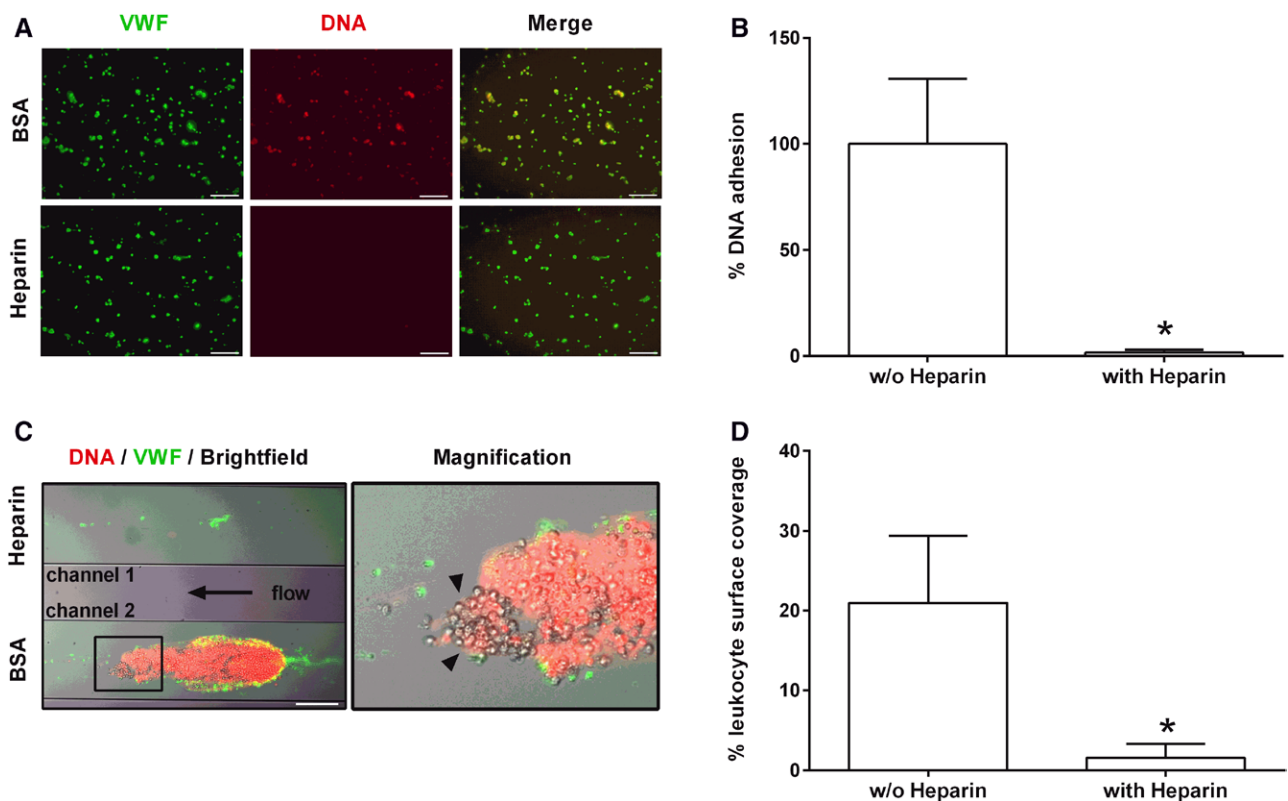 A
VWF
DNA
Merge
BSA
Heparin
B
150
100
50
0
% DNA adhesion
*
w/o Heparin
with Heparin
C
DNA / VWF / Brightfield
Magnification
Heparin
channel 1
flow
channel 2
BSA
D
40
30
20
10
0
% leukocyte surface coverage
*
w/o Heparin
with Heparin